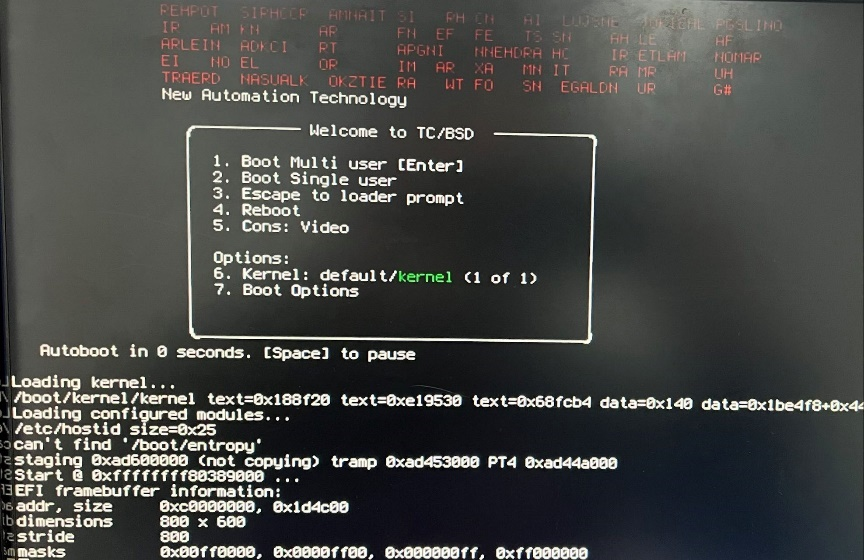 REHPOT SIRHCCR AMNAIT SI RH CN AI LUJSNE PGSLINO
IR AM KN AR FN EF FE TS SN AH LE AF
ARLEIN ADKCI RT APGNI NNEHDRA HC IR ETLAM NOMAR
EI NO EL OR IM AR XA MN IT RA MR UH
TRAERD NASUALK OKZTIE RA WT FO SN EGALDN UR G#
New Automation Technology
Welcome to TC/BSD
1. Boot Multi user [Enter]
2. Boot Single user
3. Escape to loader prompt
4. Reboot
5. Cons: Video
Options:
6. Kernel: default/kernel (1 of 1)
7. Boot Options
Autoboot in 0 seconds. [Space] to pause
Loading kernel...
/boot/kernel/kernel text=0x188f20 text=0xe19530 text=0x68fcb4 data=0x140 data=0x1be4f8+0x44
Loading configured modules...
/etc/hostid size=0x25
can't find '/boot/entropy'
staging 0xad600000 (not copying) tramp 0xad453000 PT4 0xad44a000
Start @ 0xffffffff80389000 ...
EFI framebuffer information:
addr, size 0xc0000000, 0x1d4c00
dimensions 800 x 600
stride 800
masks 0x00ff0000, 0x0000ff00, 0x000000ff, 0xff000000